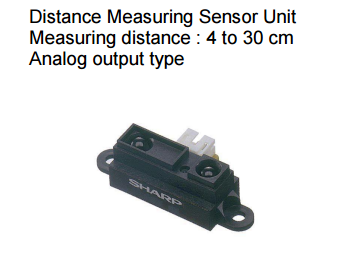 Distance Measuring Sensor Unit
Measuring distance : 4 to 30 cm
Analog output type
SHARP